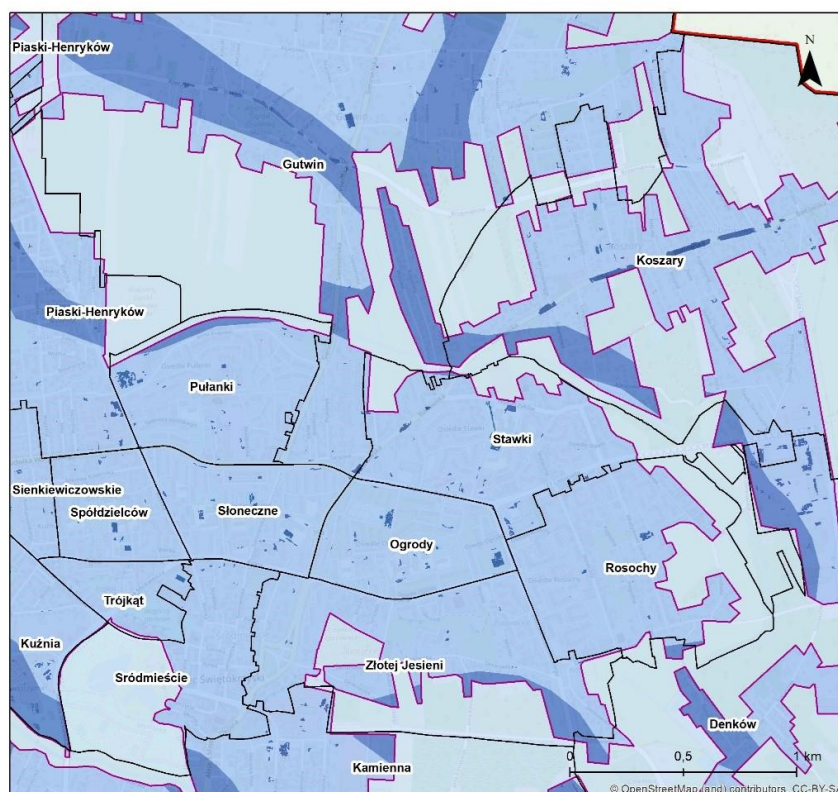 N
Piaski-Henryków
Gutwin
Koszary
Piaski-Henryków
Pułanki
Stawki
Sienkiewiczowskie
Spółdzielców
Słoneczne
Ogrody
Rosochy
Trójkąt
Kuźnia
Śródmieście
Złotej Jesieni
Denków
Kamienna
0 0,5 1 km
© OpenStreetMap (and) contributors, CC-BY-S